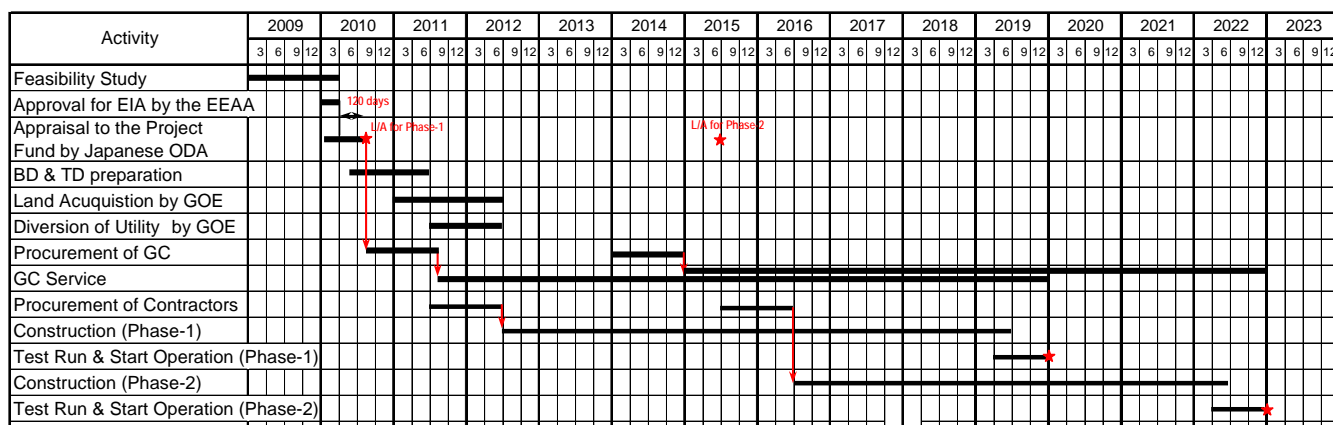 Activity 2009 2010 2011 2012 2013 2014 2015 2016 2017 2018 2019 2020 2021 2022 2023
3 6 9 12 3 6 9 12 3 6 9 12 3 6 9 12 3 6 9 12 3 6 9 12 3 6 9 12 3 6 9 12 3 6 9 12 3 6 9 12 3 6 9 12 3 6 9 12 3 6 9 12 3 6 9 12 3 6 9 12
Feasibility Study
Approval for EIA by the EEAA 120 days
Appraisal to the Project L/A for Phase-1 L/A for Phase-2
Fund by Japanese ODA
BD & TD preparation
Land Acuquistion by GOE
Diversion of Utility by GOE
Procurement of GC
GC Service
Procurement of Contractors
Construction (Phase-1)
Test Run & Start Operation (Phase-1)
Construction (Phase-2)
Test Run & Start Operation (Phase-2)